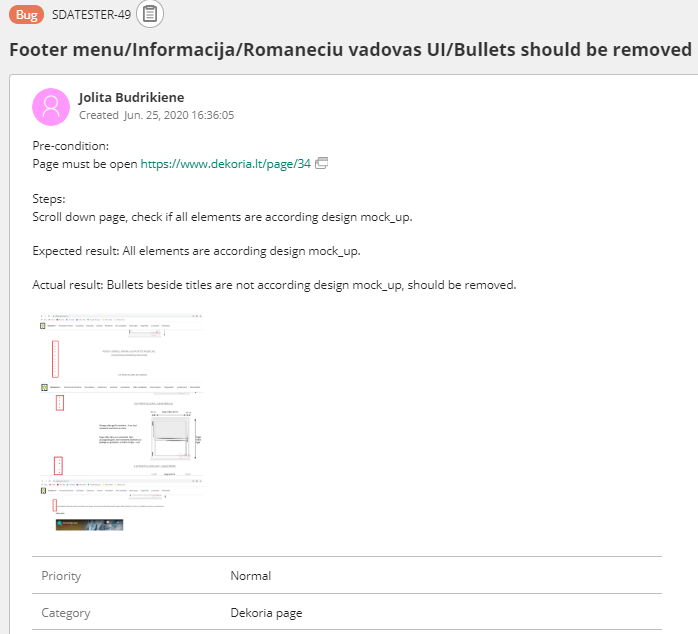 Bug SDATESTER-49
Footer menu/Informacija/Romaneciu vadovas UI/Bullets should be removed
Jolita Budrikiene
Created Jun. 25, 2020 16:36:05
Pre-condition:
Page must be open https://www.dekoria.lt/page/34
Steps:
Scroll down page, check if all elements are according design mock_up.
Expected result: All elements are according design mock_up.
Actual result: Bullets beside titles are not according design mock_up, should be removed.
Priority Normal
Category Dekoria page